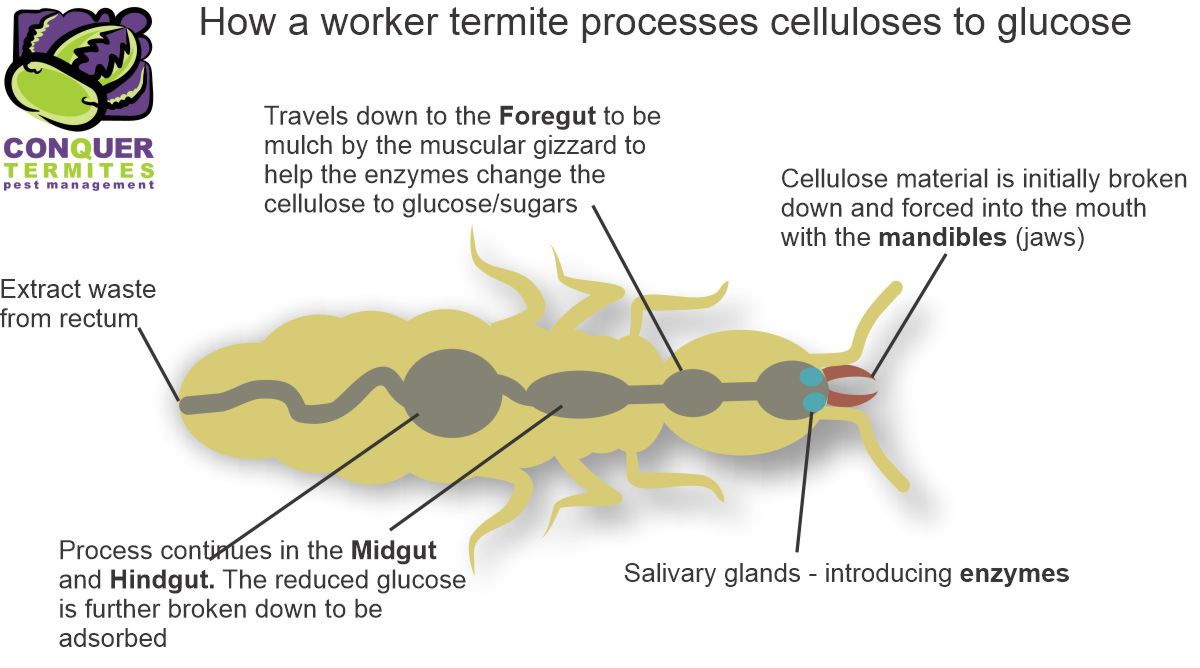 How a worker termite processes celluloses to glucose
CONQUER
TERMITES
pest management
Travels down to the Foregut to be
mulch by the muscular gizzard to
help the enzymes change the
cellulose to glucose/sugars
Cellulose material is initially broken
down and forced into the mouth
with the mandibles (jaws)
Extract waste
from rectum
Process continues in the Midgut
and Hindgut. The reduced glucose
is further broken down to be
adsorbed
Salivary glands - introducing enzymes